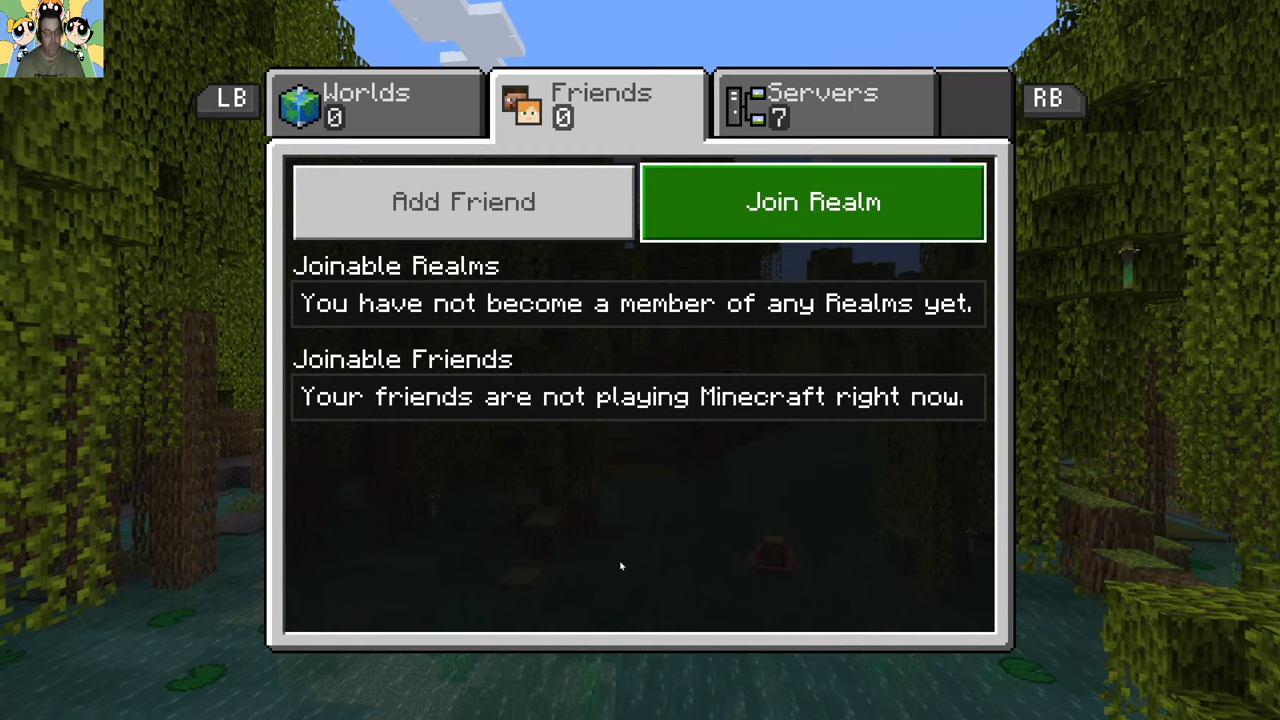 LB
Worlds
0
Friends
0
Servers
7
RB
Add Friend
Join Realm
Joinable Realms
You have not become a member of any Realms yet.
Joinable Friends
Your friends are not playing Minecraft right now.